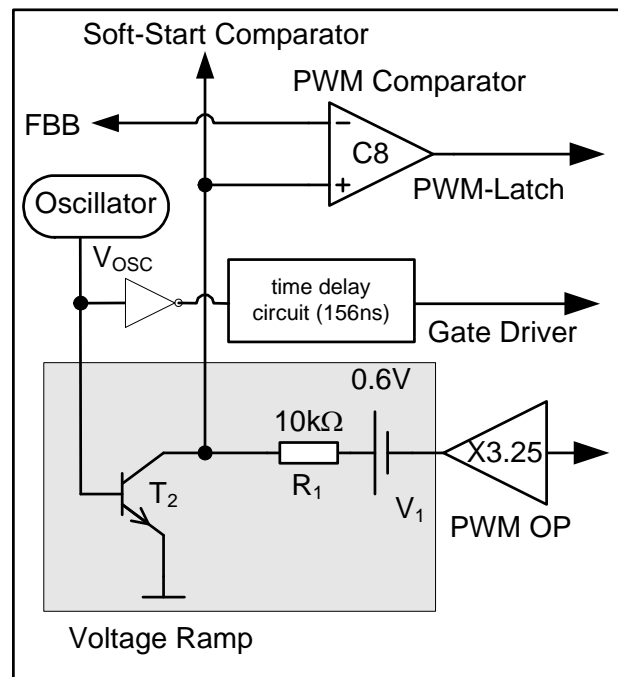 Soft-Start Comparator
PWM Comparator
FBB
C8
PWM-Latch
Oscillator
VOSC
time delay
circuit (156ns)
Gate Driver
0.6V
10kΩ
X3.25
T2
R1
V1
PWM OP
Voltage Ramp